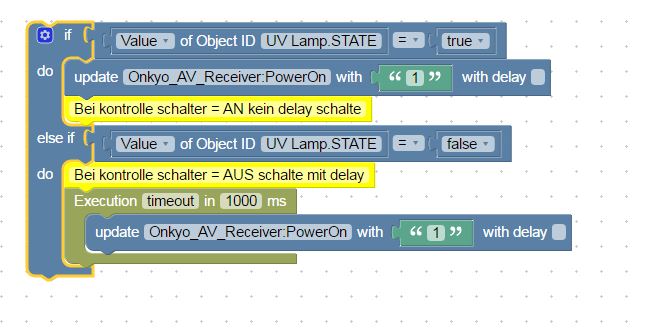 if Value of Object ID UV Lamp.STATE = true
do update Onkyo_AV_Receiver:PowerOn with “ 1 ” with delay
Bei kontrolle schalter = AN kein delay schalte
else if Value of Object ID UV Lamp.STATE = false
do Bei kontrolle schalter = AUS schalte mit delay
Execution timeout in 1000 ms
update Onkyo_AV_Receiver:PowerOn with “ 1 ” with delay